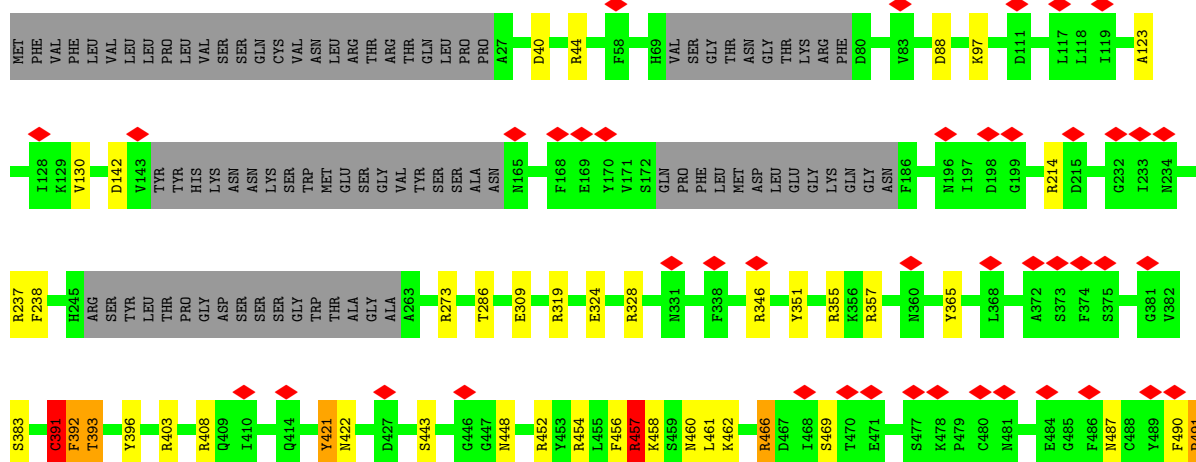 MET PHE VAL PHE LEU VAL LEU LEU PRO LEU VAL SER SER GLN CYS VAL ASN LEU ARG THR ARG THR GLN LEU PRO PRO A27 D40 R44 F58 H69 VAL SER GLY THR ASN GLY THR LYS ARG PHE D80 V83 D88 K97 D111 L117 L118 I119 A123
I128 K129 V130 D142 V143 TYR TYR HIS LYS ASN ASN LYS SER TRP MET GLU SER GLY VAL TYR SER SER ALA ASN N165 F168 E169 Y170 V171 S172 GLN PRO PHE LEU MET ASP LEU GLU GLY LYS GLN GLY ASN F186 N196 I197 D198 G199 R214 D215 G232 I233 N234
R237 F238 H245 ARG SER TYR LEU THR PRO GLY ASP SER SER SER GLY TRP THR ALA GLY ALA A263 R273 T286 E309 R319 E324 R328 N331 F338 R346 Y351 R355 K356 R357 N360 Y365 L368 A372 S373 F374 S375 G381 V382
S383 C391 F392 T393 Y396 R403 R408 Q409 I410 Q414 Y421 N422 D427 S443 G446 G447 N448 R452 Y453 R454 L455 F456 R457 K458 S459 N460 L461 K462 R466 D467 I468 S469 T470 E471 S477 K478 P479 C480 N481 E484 G485 F486 N487 C488 Y489 F490